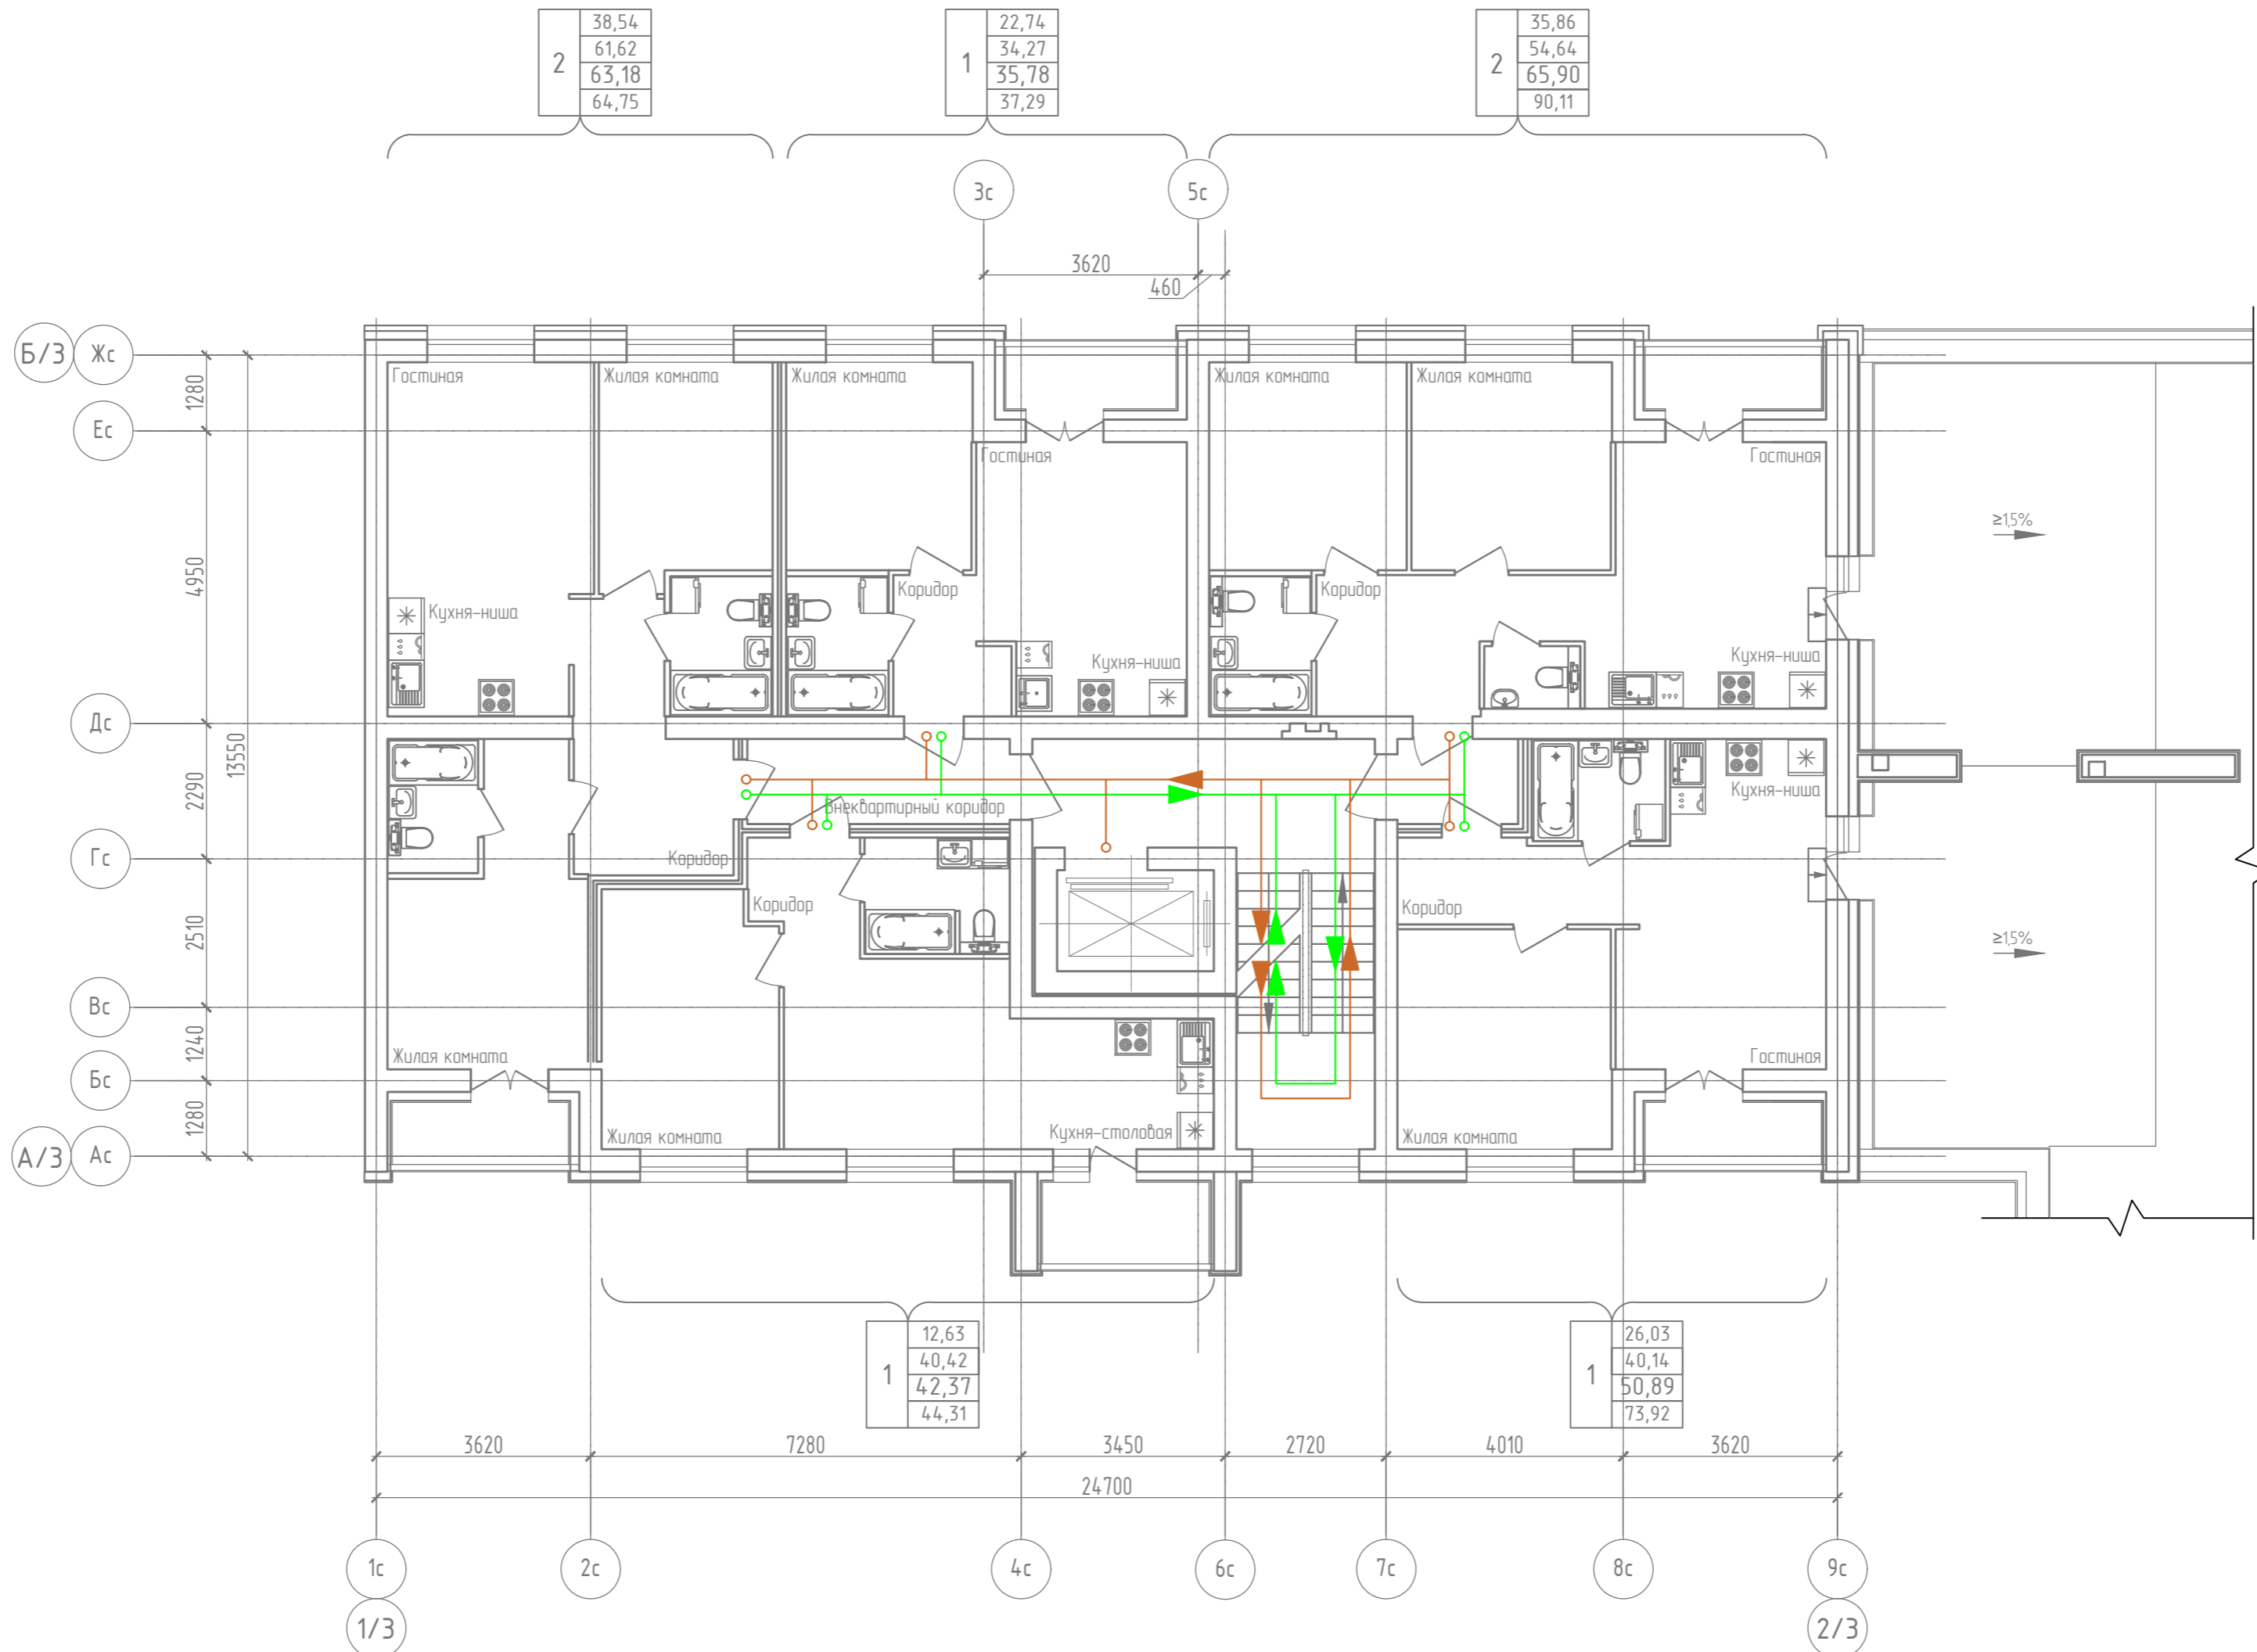 2
38,54
61,62
63,18
64,75
1
22,74
34,27
35,78
37,29
2
35,86
54,64
65,90
90,11
3с
5с
3620
460
Б/3
Жс
Ес
Дс
Гс
Вс
Бс
А/3
Ас
1280
4950
2290
2510
1240
1280
13550
Гостиная
Жилая комната
Жилая комната
Жилая комната
Жилая комната
Гостиная
Гостиная
≥1,5%
Коридор
Коридор
Кухня-ниша
Кухня-ниша
Кухня-ниша
Внеквартирный коридор
Кухня-ниша
Коридор
Коридор
Коридор
≥1,5%
Жилая комната
Гостиная
Жилая комната
Кухня-столовая
Жилая комната
1
12,63
40,42
42,37
44,31
1
26,03
40,14
50,89
73,92
3620
7280
3450
2720
4010
3620
24700
1с
2с
4с
6с
7с
8с
9с
1/3
2/3